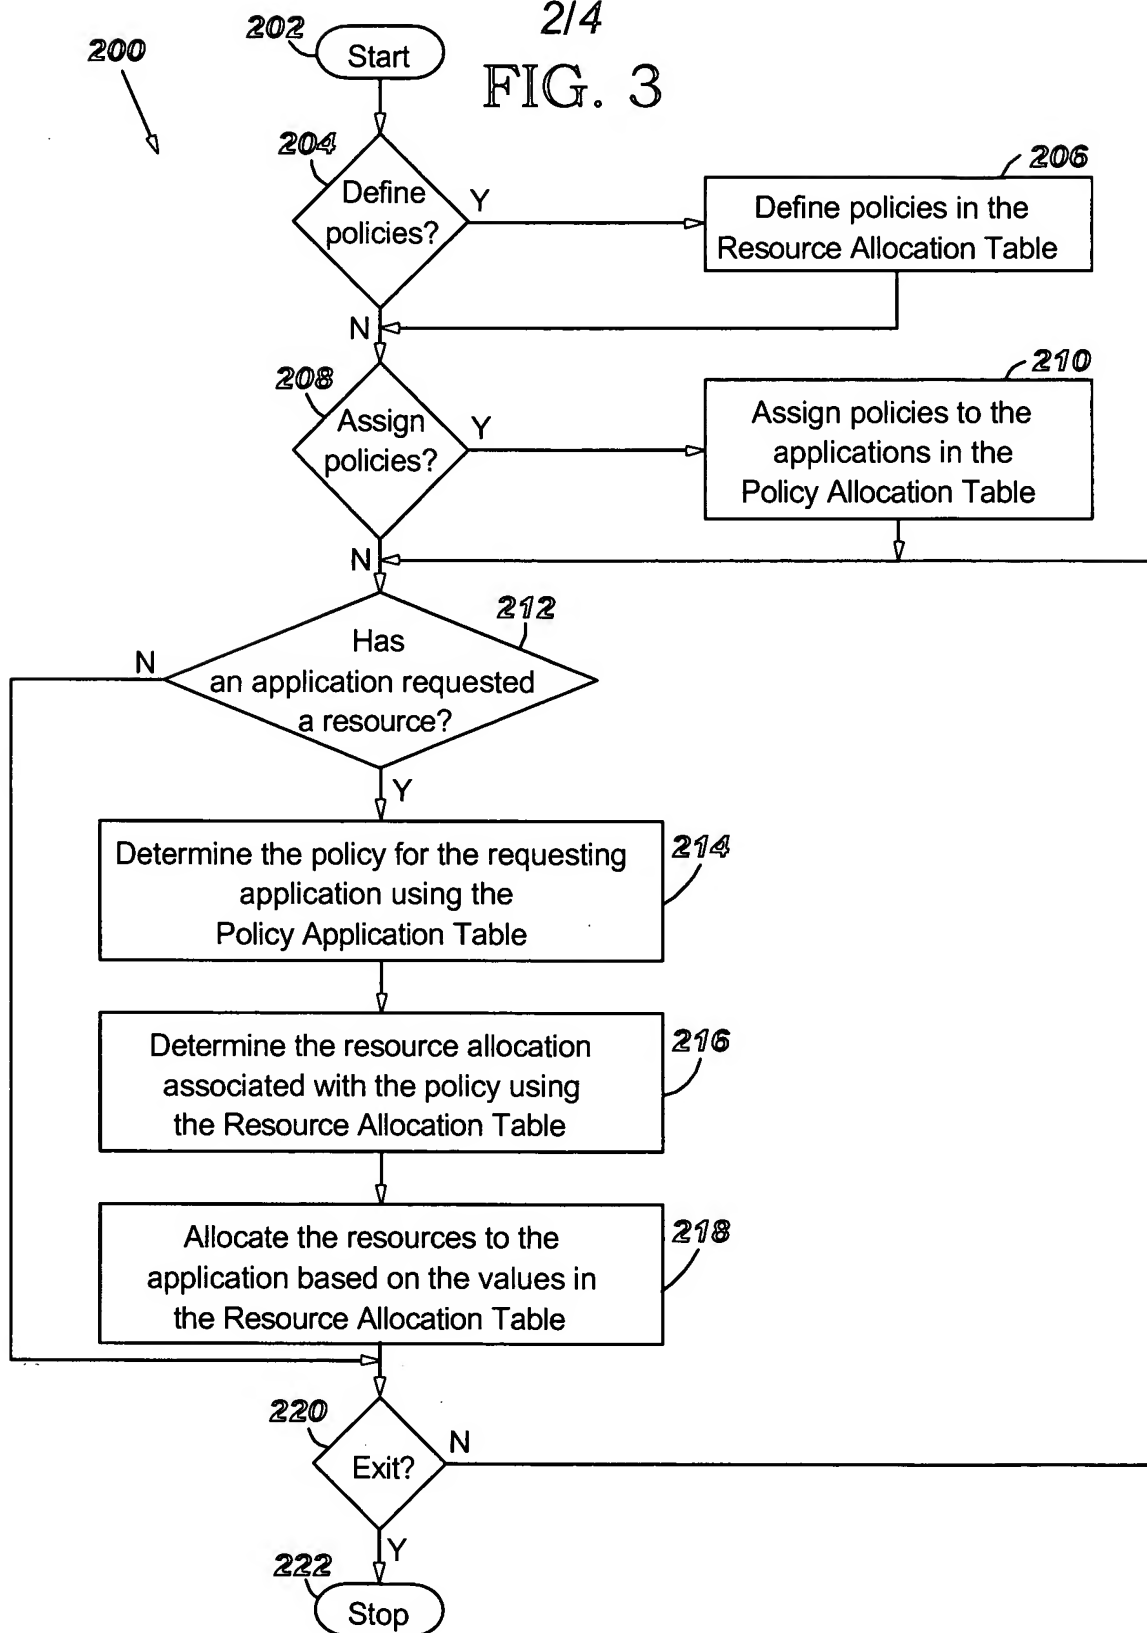 2/4
FIG. 3
200
202
Start
204
Define
policies?
Y
206
Define policies in the
Resource Allocation Table
N
208
Assign
policies?
Y
210
Assign policies to the
applications in the
Policy Allocation Table
N
212
Has
an application requested
a resource?
N
Y
214
Determine the policy for the requesting
application using the
Policy Application Table
216
Determine the resource allocation
associated with the policy using
the Resource Allocation Table
218
Allocate the resources to the
application based on the values in
the Resource Allocation Table
220
Exit?
N
Y
222
Stop